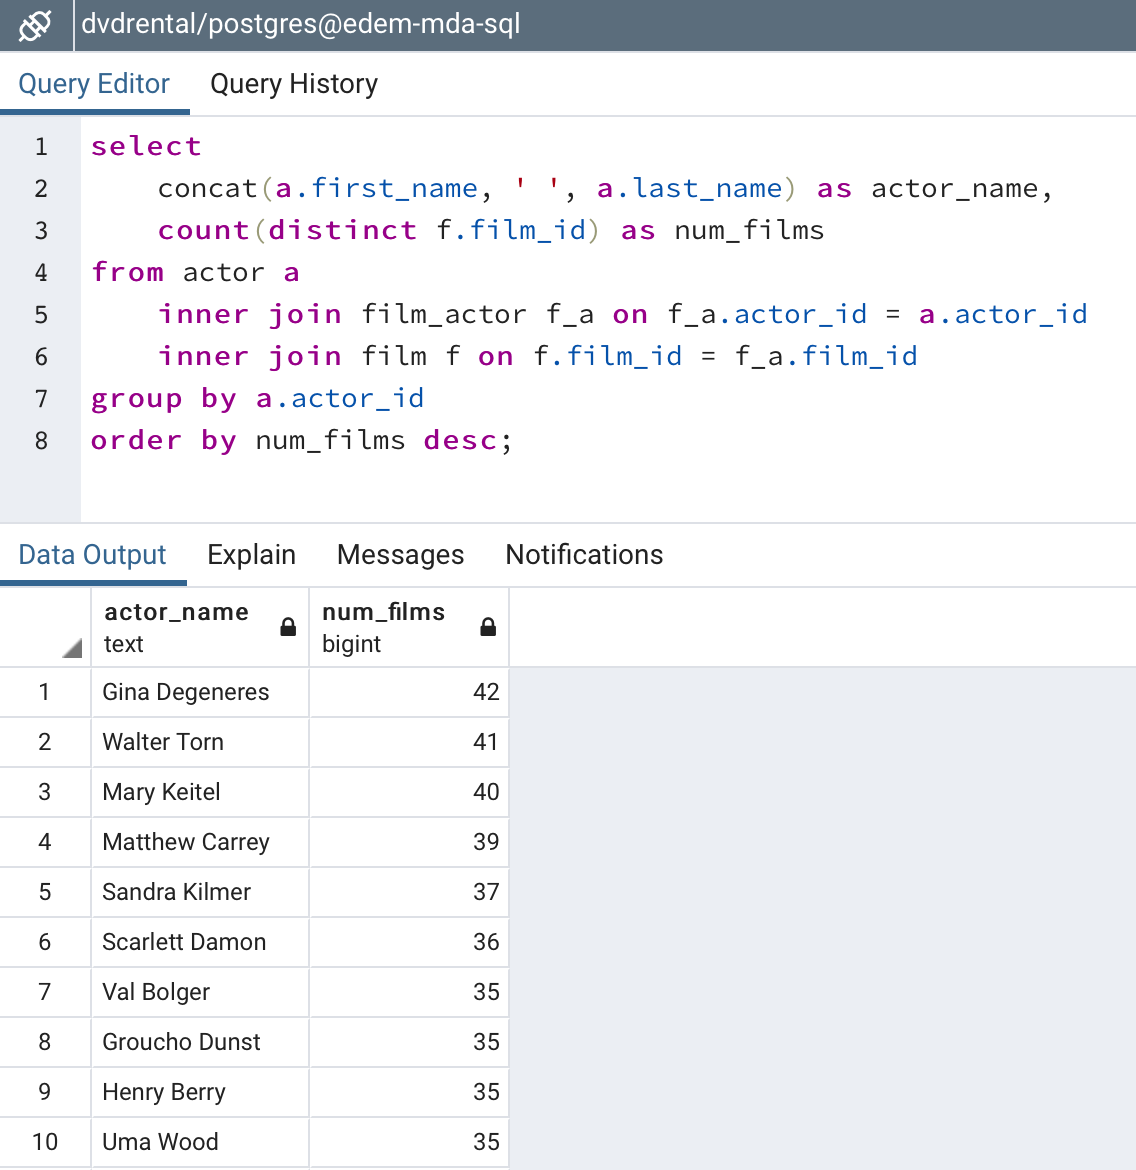 dvdrental/postgres@edem-mda-sql
Query Editor Query History
1 select
2 concat(a.first_name, ' ', a.last_name) as actor_name,
3 count(distinct f.film_id) as num_films
4 from actor a
5 inner join film_actor f_a on f_a.actor_id = a.actor_id
6 inner join film f on f.film_id = f_a.film_id
7 group by a.actor_id
8 order by num_films desc;
Data Output Explain Messages Notifications
actor_name num_films
text bigint
1 Gina Degeneres 42
2 Walter Torn 41
3 Mary Keitel 40
4 Matthew Carrey 39
5 Sandra Kilmer 37
6 Scarlett Damon 36
7 Val Bolger 35
8 Groucho Dunst 35
9 Henry Berry 35
10 Uma Wood 35